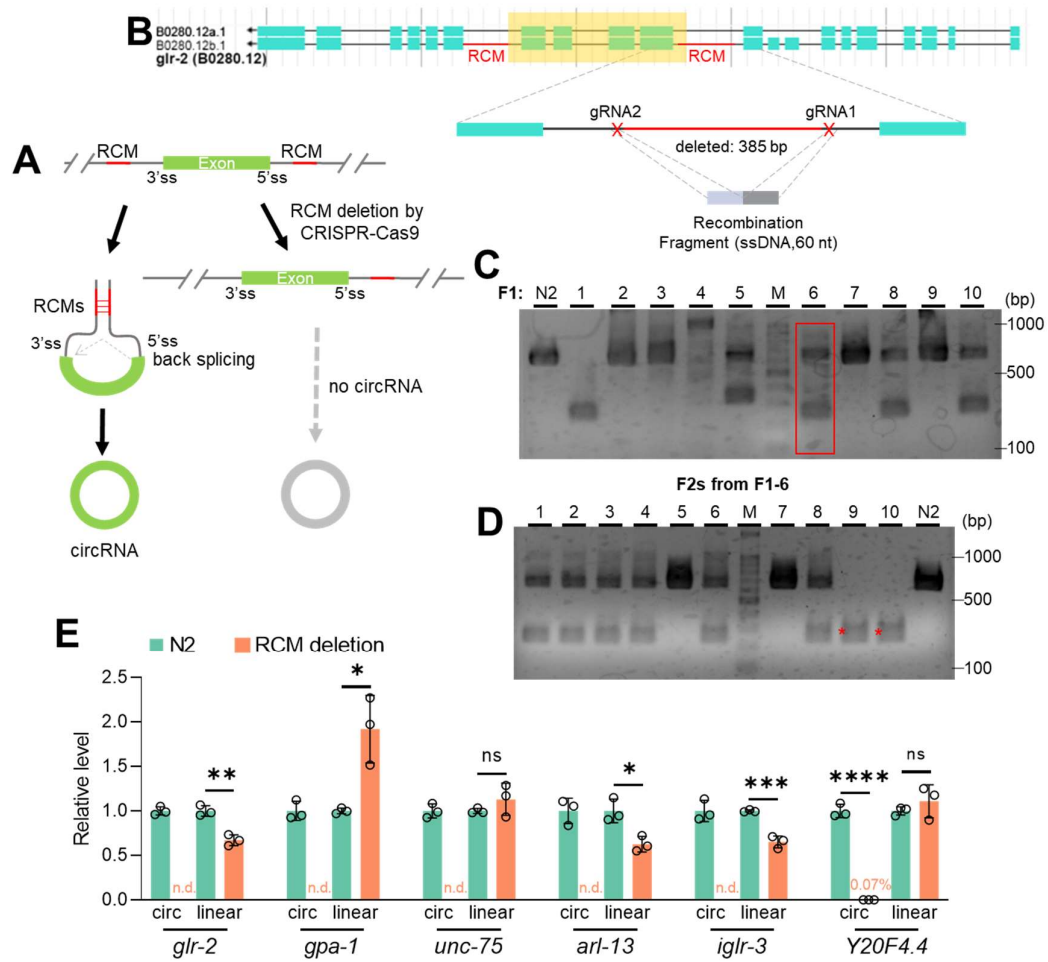 B
B0280.12a.1
B0280.12b.1
glr-2 (B0280.12)
RCM
RCM
gRNA2
gRNA1
deleted: 385 bp
Recombination
Fragment (ssDNA,60 nt)
A
RCM
RCM
Exon
3'ss
5'ss
RCM deletion by
CRISPR-Cas9
Exon
3'ss
5'ss
RCMs
3'ss
5'ss
back splicing
no circRNA
circRNA
C
F1: N2 1 2 3 4 5 M 6 7 8 9 10 (bp)
1000
500
100
F2s from F1-6
D
1 2 3 4 5 6 M 7 8 9 10 N2 (bp)
1000
500
100
* *
E
N2
RCM deletion
Relative level
2.5
2.0
1.5
1.0
0.5
0.0
** * ns * *** **** ns
n.d. n.d. n.d. n.d. n.d. 0.07%
circ linear circ linear circ linear circ linear circ linear circ linear
glr-2 gpa-1 unc-75 arl-13 iglr-3 Y20F4.4